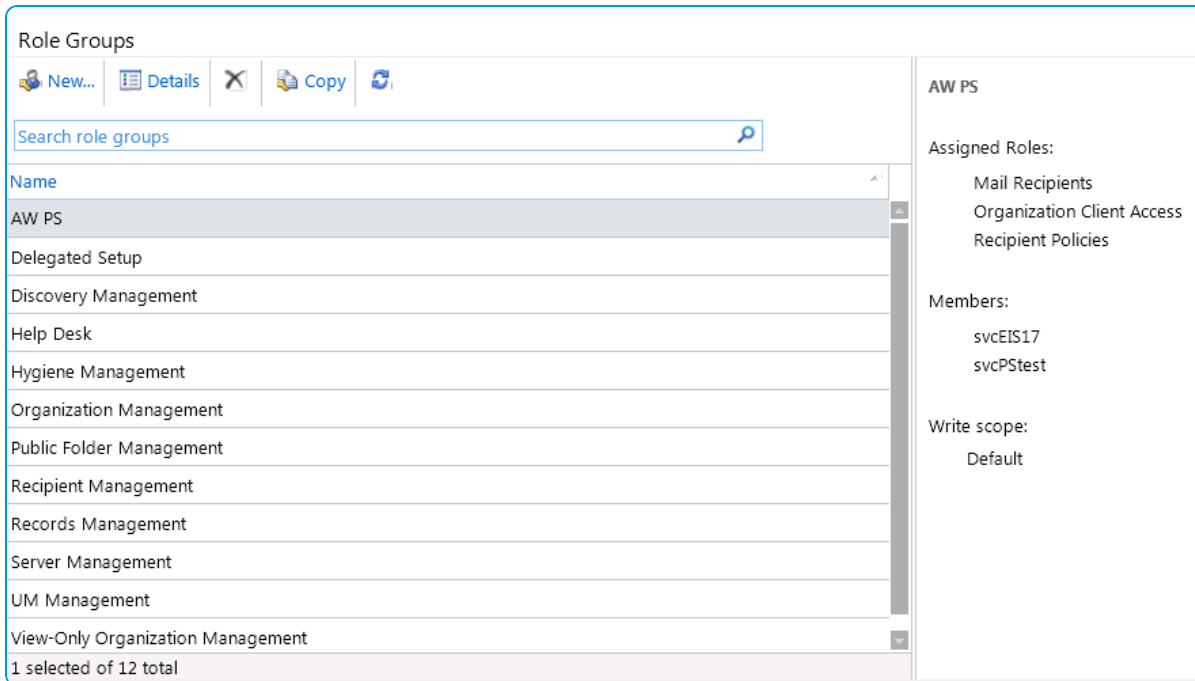 Role Groups
New... Details Copy
Search role groups
Name
AW PS
Delegated Setup
Discovery Management
Help Desk
Hygiene Management
Organization Management
Public Folder Management
Recipient Management
Records Management
Server Management
UM Management
View-Only Organization Management
1 selected of 12 total
AW PS
Assigned Roles:
Mail Recipients
Organization Client Access
Recipient Policies
Members:
svcEIS17
svcPStest
Write scope:
Default